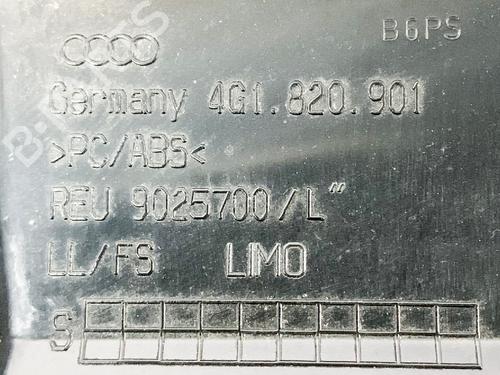 B6PS
Germany 4G1.820.901
>PC/ABS<
REU 9025700/L"
LL/FS LIMO
S